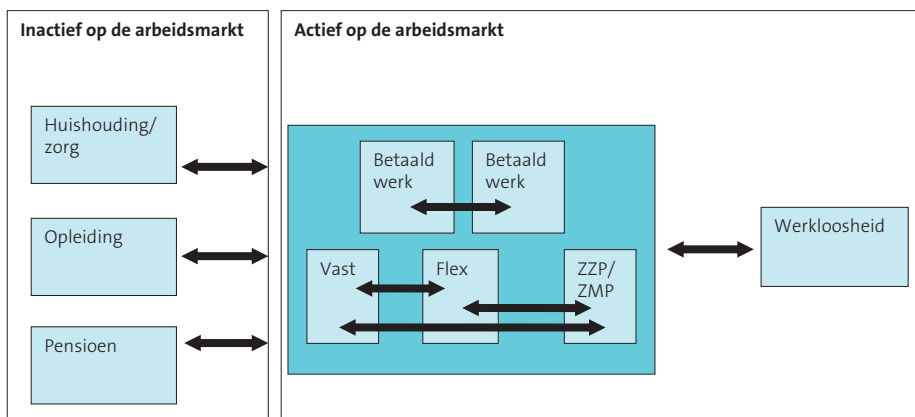 Inactief op de arbeidsmarkt
Huishouding/
zorg
Opleiding
Pensioen
Actief op de arbeidsmarkt
Betaald
werk
Betaald
werk
Vast
Flex
ZZP/
ZMP
Werkloosheid